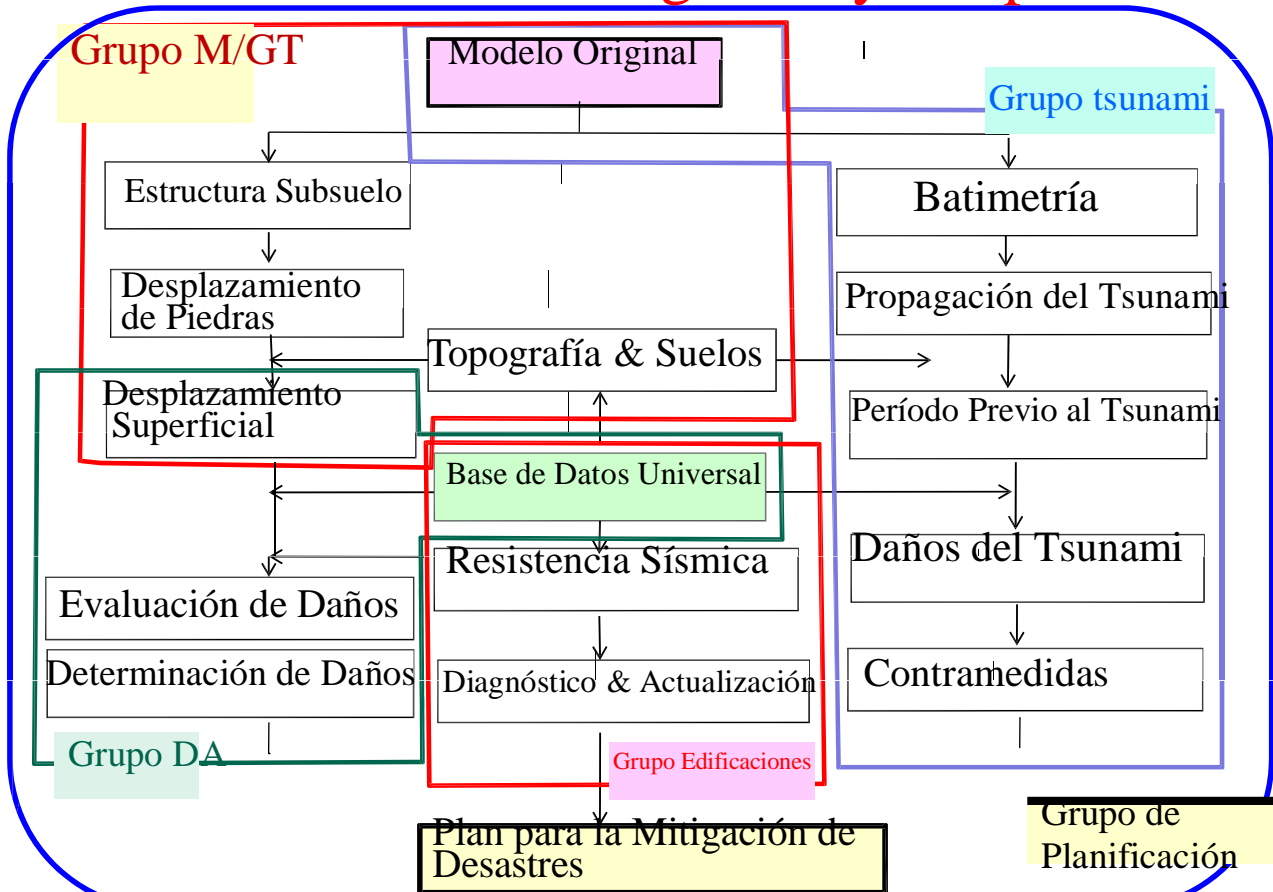 Grupo M/GT
Modelo Original
Grupo tsunami
Estructura Subsuelo
Batimetría
Desplazamiento
de Piedras
Propagación del Tsunami
Topografía & Suelos
Desplazamiento
Superficial
Período Previo al Tsunami
Base de Datos Universal
Resistencia Sísmica
Daños del Tsunami
Evaluación de Daños
Determinación de Daños
Diagnóstico & Actualización
Contramedidas
Grupo DA
Grupo Edificaciones
Plan para la Mitigación de
Desastres
Grupo de
Planificación